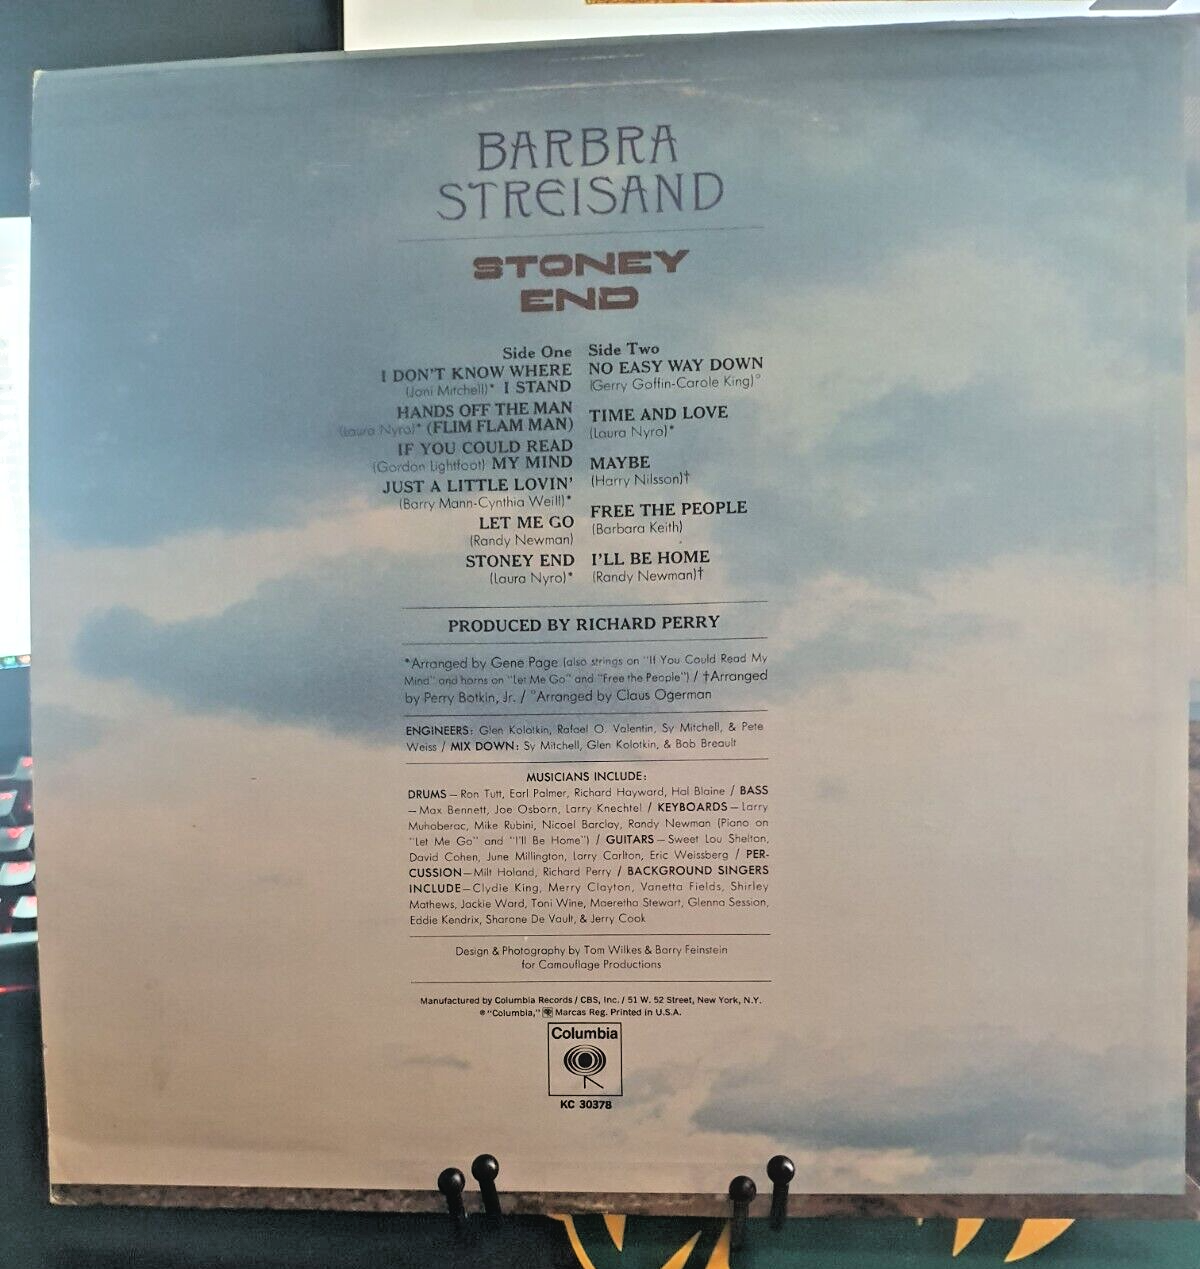 BARBRA
STREISAND
STONEY
END
Side One
I DON'T KNOW WHERE
(Joni Mitchell)* I STAND
HANDS OFF THE MAN
(Laura Nyro)* (FLIM FLAM MAN)
IF YOU COULD READ
(Gordon Lightfoot) MY MIND
JUST A LITTLE LOVIN'
(Barry Mann-Cynthia Weill)*
LET ME GO
(Randy Newman)
STONEY END
(Laura Nyro)*
Side Two
NO EASY WAY DOWN
(Gerry Goffin-Carole King)°
TIME AND LOVE
(Laura Nyro)*
MAYBE
(Harry Nilsson)†
FREE THE PEOPLE
(Barbara Keith)
I'LL BE HOME
(Randy Newman)†
PRODUCED BY RICHARD PERRY
*Arranged by Gene Page (also strings on "If You Could Read My
Mind" and horns on "Let Me Go" and "Free the People") / †Arranged
by Perry Botkin, Jr. / °Arranged by Claus Ogerman
ENGINEERS: Glen Kolotkin, Rafael O. Valentin, Sy Mitchell, & Pete
Weiss / MIX DOWN: Sy Mitchell, Glen Kolotkin, & Bob Breault
MUSICIANS INCLUDE:
DRUMS—Ron Tutt, Earl Palmer, Richard Hayward, Hal Blaine / BASS
—Max Bennett, Joe Osborn, Larry Knechtel / KEYBOARDS—Larry
Muhoberac, Mike Rubini, Nicoel Barclay, Randy Newman (Piano on
"Let Me Go" and "I'll Be Home") / GUITARS—Sweet Lou Shelton,
David Cohen, June Millington, Larry Carlton, Eric Weissberg / PER-
CUSSION—Milt Holand, Richard Perry / BACKGROUND SINGERS
INCLUDE—Clydie King, Merry Clayton, Vanetta Fields, Shirley
Mathews, Jackie Ward, Toni Wine, Maeretha Stewart, Glenna Session,
Eddie Kendrix, Sharone De Vault, & Jerry Cook
Design & Photography by Tom Wilkes & Barry Feinstein
for Camouflage Productions
Manufactured by Columbia Records / CBS, Inc. / 51 W. 52 Street, New York, N.Y.
® "Columbia," Marcas Reg. Printed in U.S.A.
Columbia
KC 30378